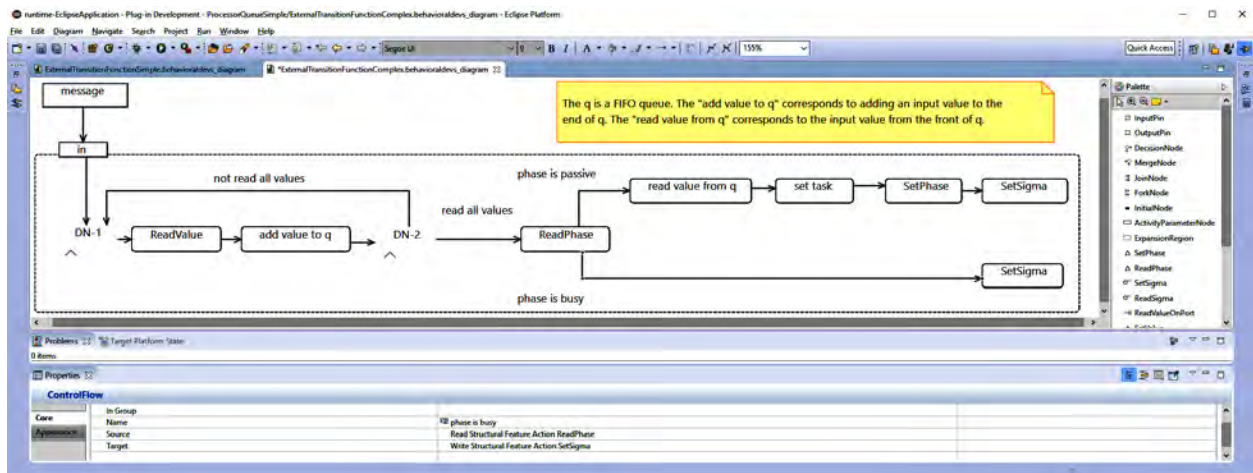 runtime-EclipseApplication - Plug-in Development - ProcessorQueueSimple/ExternalTransitionFunctionComplex.behavioraldevs_diagram - Eclipse Platform
File Edit Diagram Navigate Search Project Run Window Help
Segoe UI 9 B I A 155% Quick Access
ExternalTransitionFunctionSimple.behavioraldevs_diagram *ExternalTransitionFunctionComplex.behavioraldevs_diagram
message
The q is a FIFO queue. The "add value to q" corresponds to adding an input value to the
end of q. The "read value from q" corresponds to the input value from the front of q.
in
not read all values
phase is passive
read value from q set task SetPhase SetSigma
read all values
DN-1 ReadValue add value to q DN-2 ReadPhase
SetSigma
phase is busy
Palette
InputPin
OutputPin
DecisionNode
MergeNode
JoinNode
ForkNode
InitialNode
ActivityParameterNode
ExpansionRegion
SetPhase
ReadPhase
SetSigma
ReadSigma
ReadValueOnPort
Problems Target Platform State
0 items
Properties
ControlFlow
Core
Appearance
In Group
Name phase is busy
Source Read Structural Feature Action ReadPhase
Target Write Structural Feature Action SetSigma